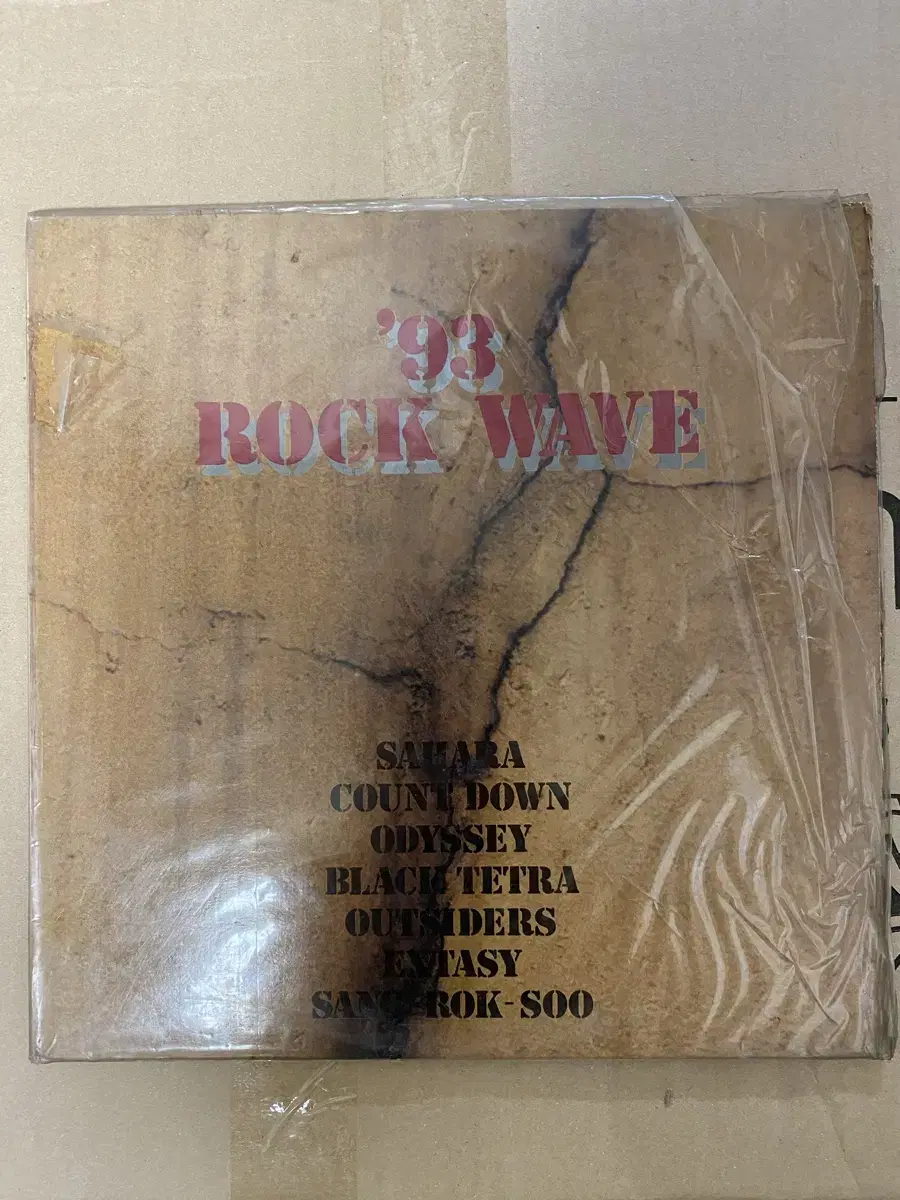 '93
ROCK WAVE
SAHARA
COUNT DOWN
ODYSSEY
BLACK TETRA
OUTSIDERS
EXTASY
SANG-ROK-SOO